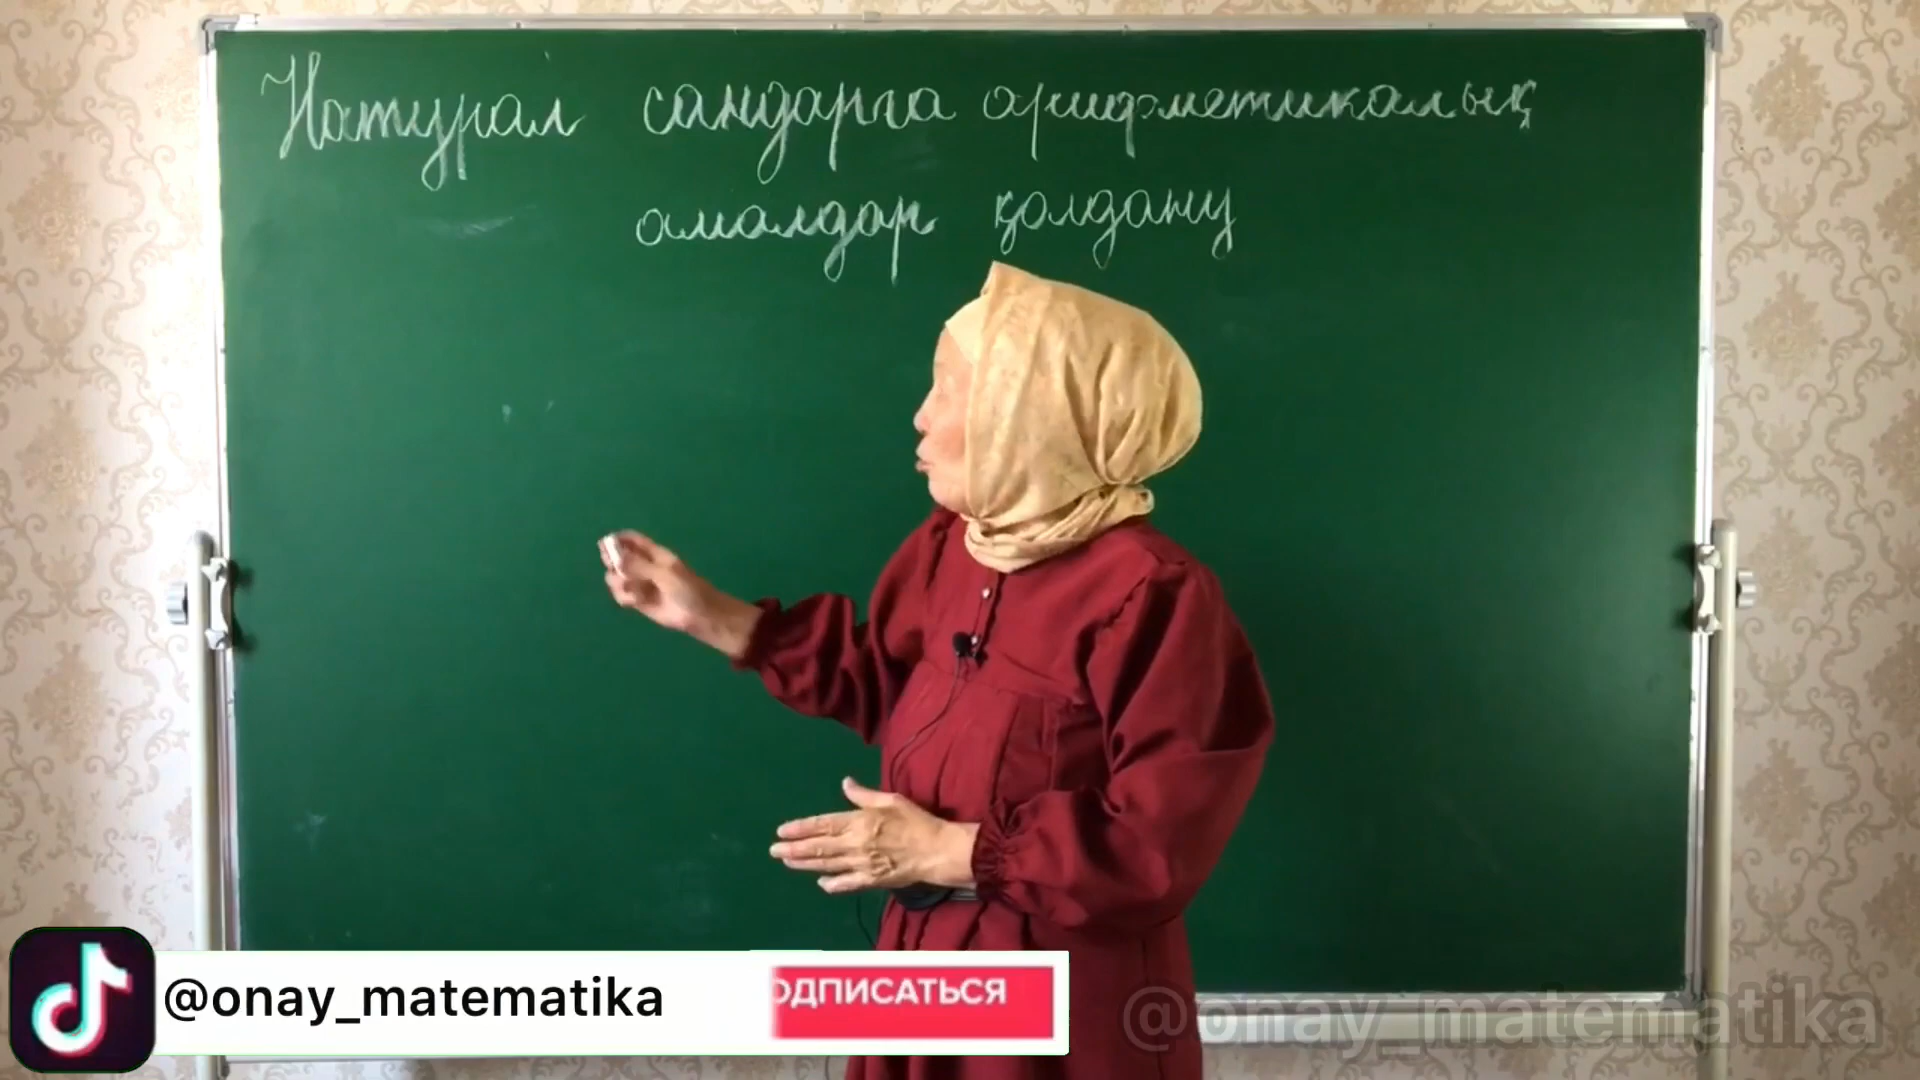 Натурал сандарға арифметикалық
амалдар қолдану
@onay_matematika
ОДПИСАТЬСЯ
@onay_matematika